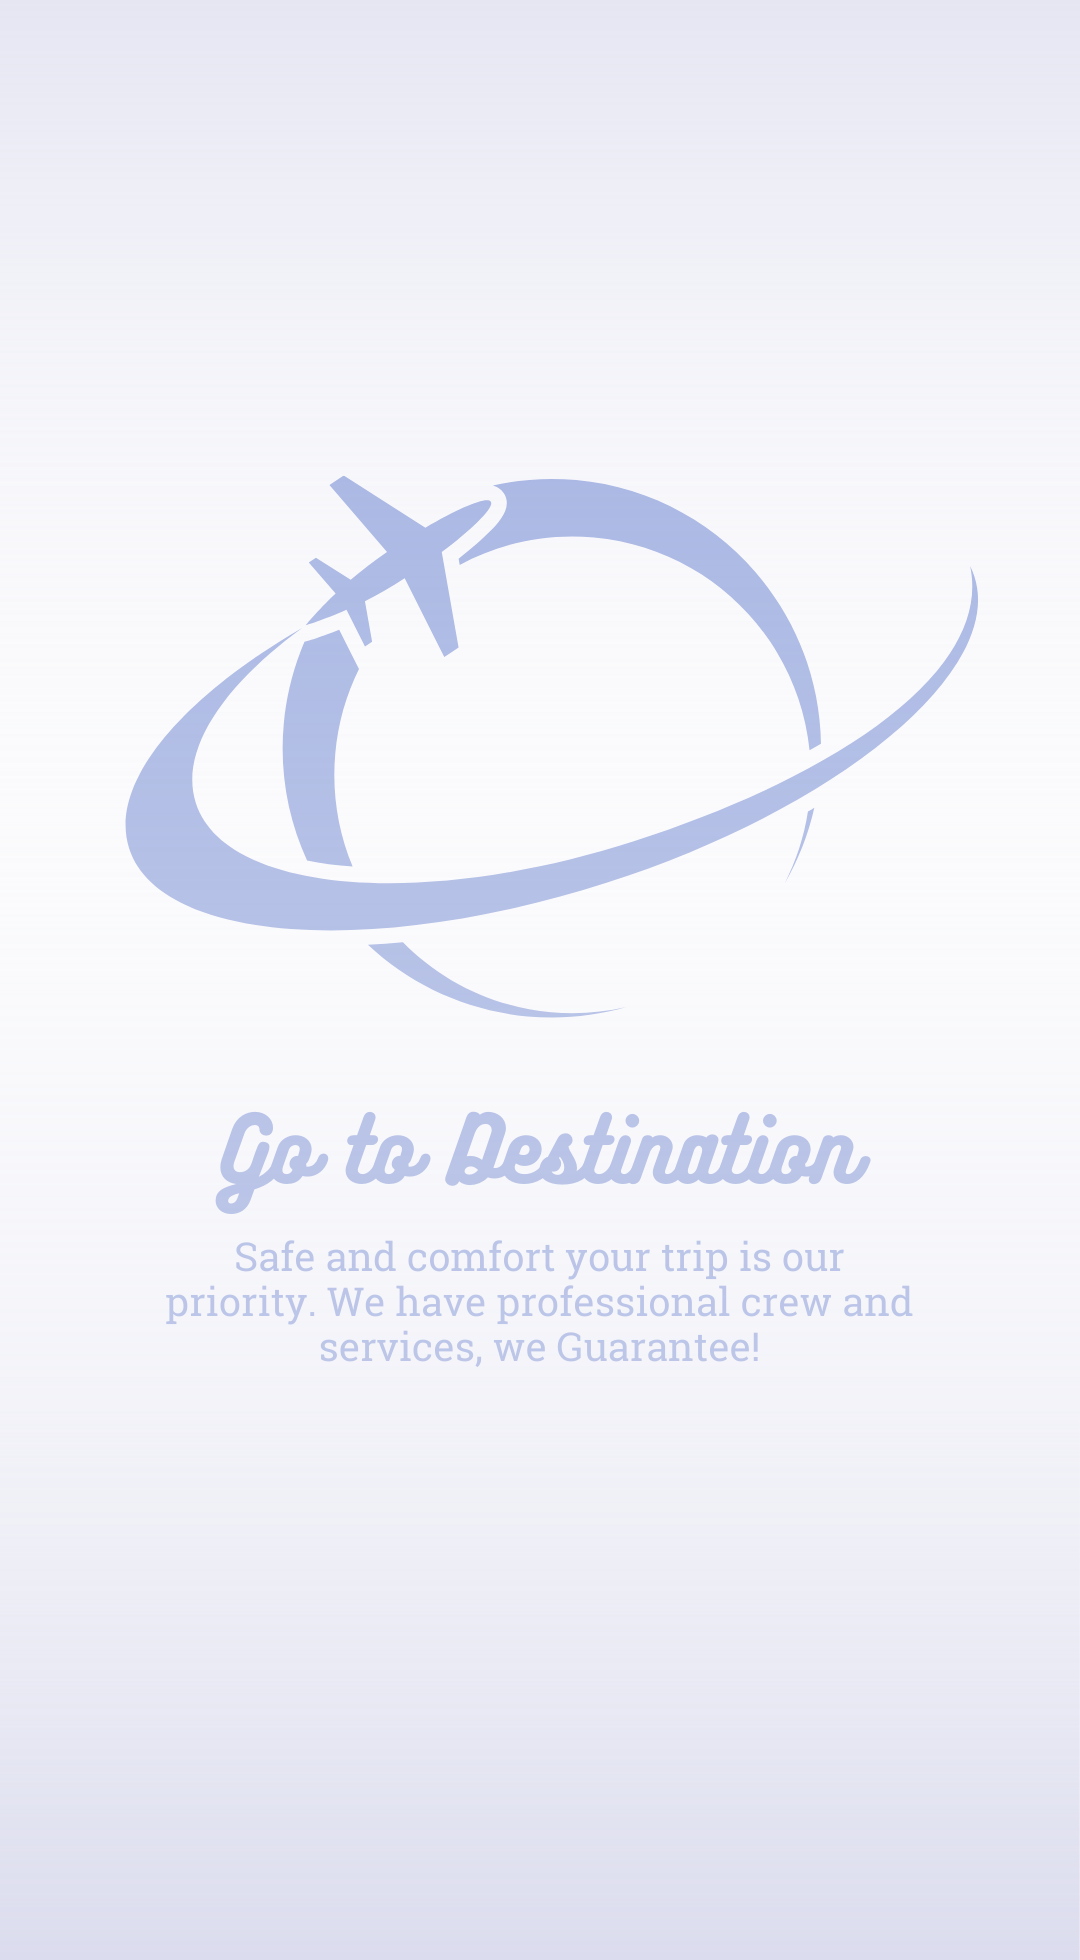 Go to Destination
Safe and comfort your trip is our
priority. We have professional crew and
services, we Guarantee!